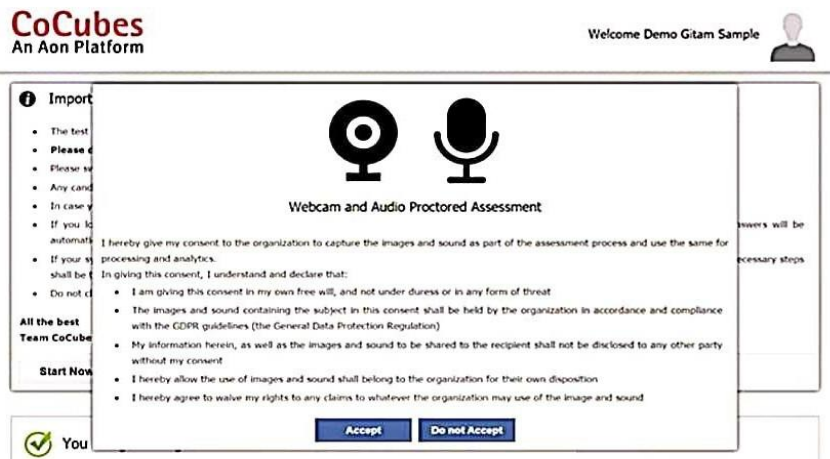 CoCubes
An Aon Platform
Welcome Demo Gitam Sample
Import
• The test
• Please d
• Please sw
• Any cand
• In case y
• If you lo
swers will be
automati
• If your sy
ecessary steps
shall be t
• Do not cl
All the best
Team CoCube
Start Now
Webcam and Audio Proctored Assessment
I hereby give my consent to the organization to capture the images and sound as part of the assessment process and use the same for
processing and analytics.
In giving this consent, I understand and declare that:
• I am giving this consent in my own free will, and not under duress or in any form of threat
• The images and sound containing the subject in this consent shall be held by the organization in accordance and compliance
with the GDPR guidelines (the General Data Protection Regulation)
• My information herein, as well as the images and sound to be shared to the recipient shall not be disclosed to any other party
without my consent
• I hereby allow the use of images and sound shall belong to the organization for their own disposition
• I hereby agree to waive my rights to any claims to whatever the organization may use of the image and sound
Accept
Do not Accept
You